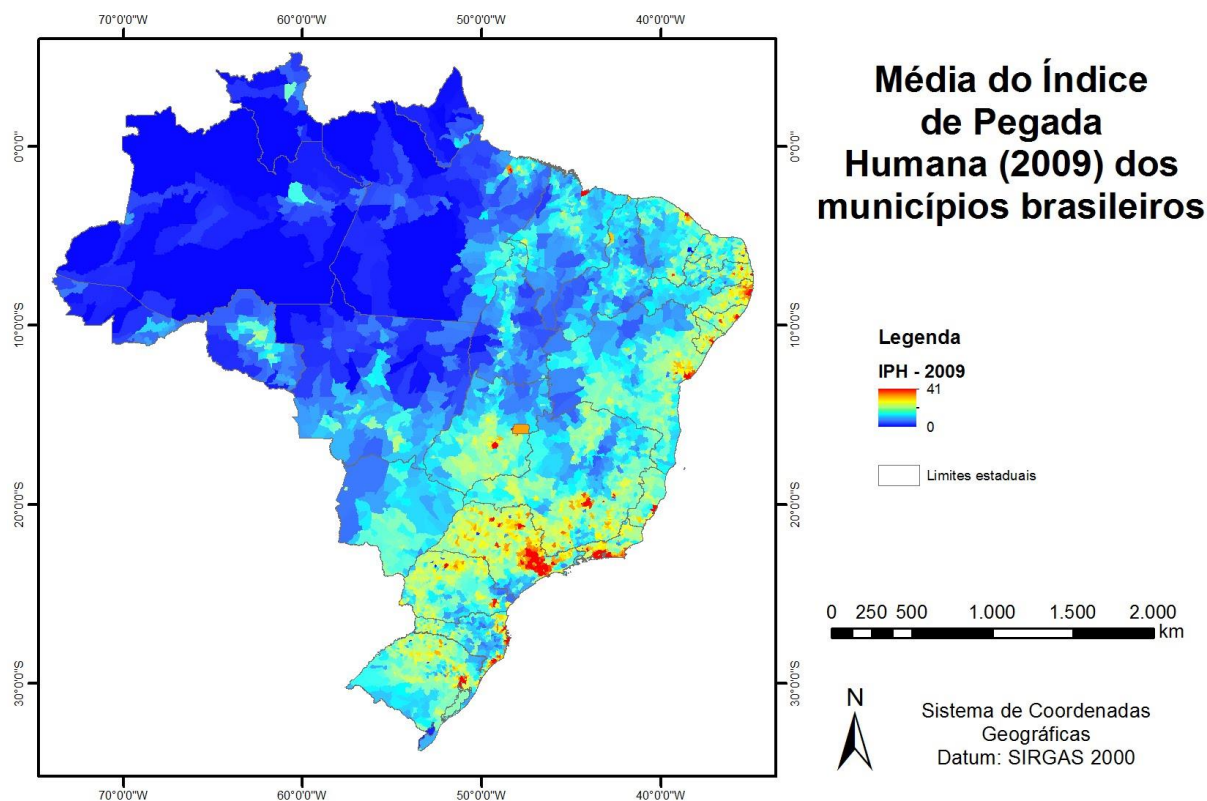 70°0'0"W 60°0'0"W 50°0'0"W 40°0'0"W
0°0'0"
10°0'0"S
20°0'0"S
30°0'0"S
0°0'0"
10°0'0"S
20°0'0"S
30°0'0"S
70°0'0"W 60°0'0"W 50°0'0"W 40°0'0"W
Média do Índice
de Pegada
Humana (2009) dos
municípios brasileiros
Legenda
IPH - 2009
41
0
Limites estaduais
0 250 500 1.000 1.500 2.000
km
N
Sistema de Coordenadas
Geográficas
Datum: SIRGAS 2000